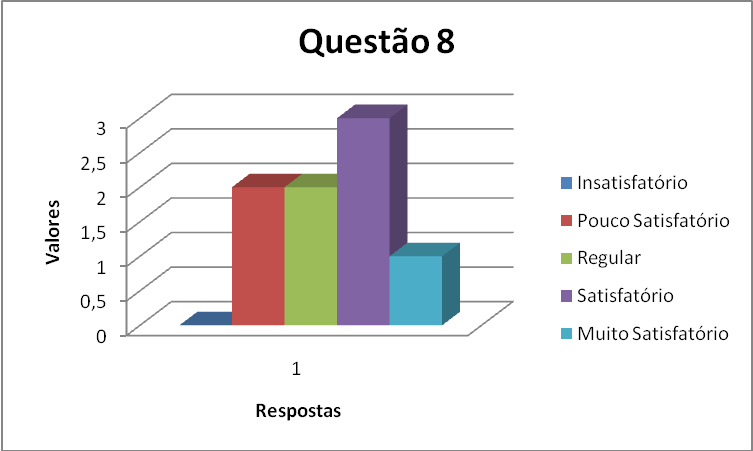 Questão 8
3
2,5
2
1,5
1
0,5
0
Valores
1
Respostas
Insatisfatório
Pouco Satisfatório
Regular
Satisfatório
Muito Satisfatório